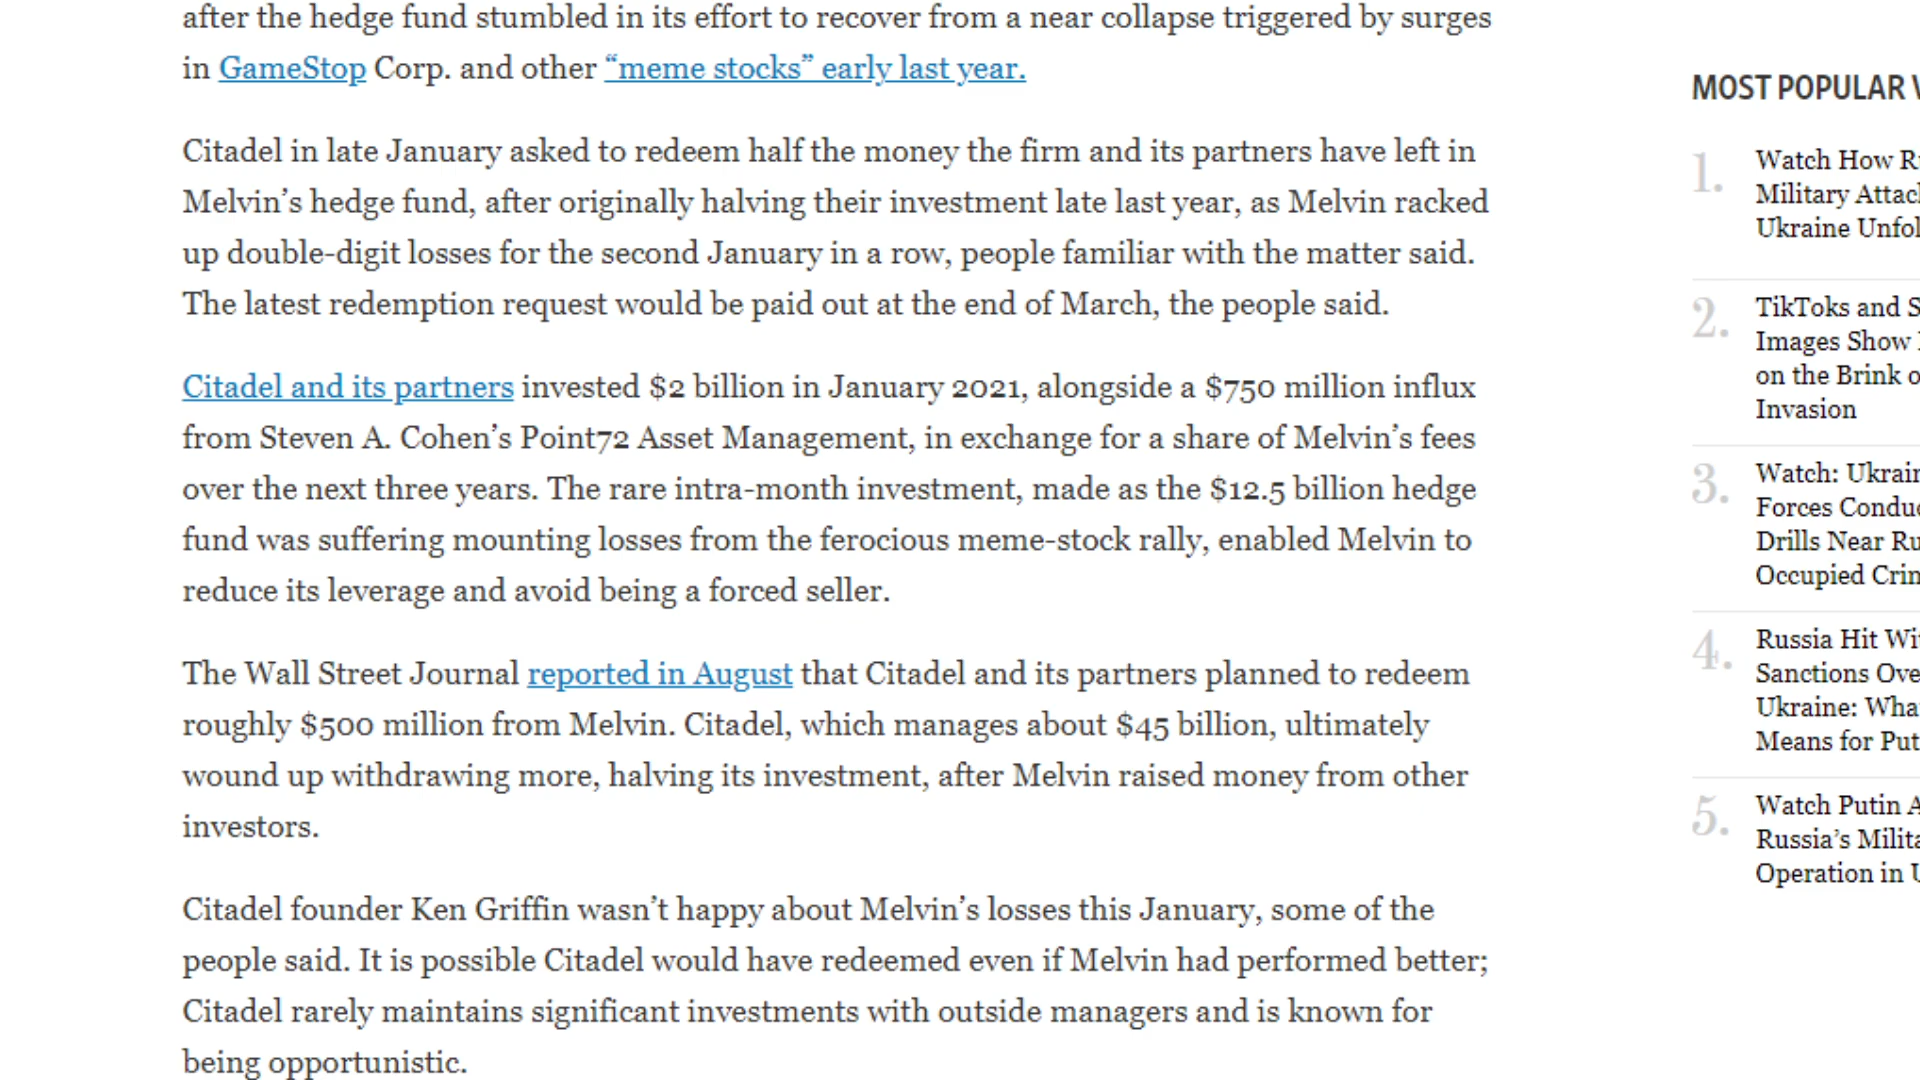 after the hedge fund stumbled in its effort to recover from a near collapse triggered by surges
in GameStop Corp. and other “meme stocks” early last year.
Citadel in late January asked to redeem half the money the firm and its partners have left in
Melvin’s hedge fund, after originally halving their investment late last year, as Melvin racked
up double-digit losses for the second January in a row, people familiar with the matter said.
The latest redemption request would be paid out at the end of March, the people said.
Citadel and its partners invested $2 billion in January 2021, alongside a $750 million influx
from Steven A. Cohen’s Point72 Asset Management, in exchange for a share of Melvin’s fees
over the next three years. The rare intra-month investment, made as the $12.5 billion hedge
fund was suffering mounting losses from the ferocious meme-stock rally, enabled Melvin to
reduce its leverage and avoid being a forced seller.
The Wall Street Journal reported in August that Citadel and its partners planned to redeem
roughly $500 million from Melvin. Citadel, which manages about $45 billion, ultimately
wound up withdrawing more, halving its investment, after Melvin raised money from other
investors.
Citadel founder Ken Griffin wasn’t happy about Melvin’s losses this January, some of the
people said. It is possible Citadel would have redeemed even if Melvin had performed better;
Citadel rarely maintains significant investments with outside managers and is known for
being opportunistic.
MOST POPULAR
1.
Watch How
Military
Ukraine
2.
TikToks and
Images Show
on the Brink
Invasion
3.
Watch:
Forces
Drills Near
Occupied
4.
Russia Hit
Sanctions
Ukraine:
Means for
5.
Watch Putin
Russia’s
Operation in